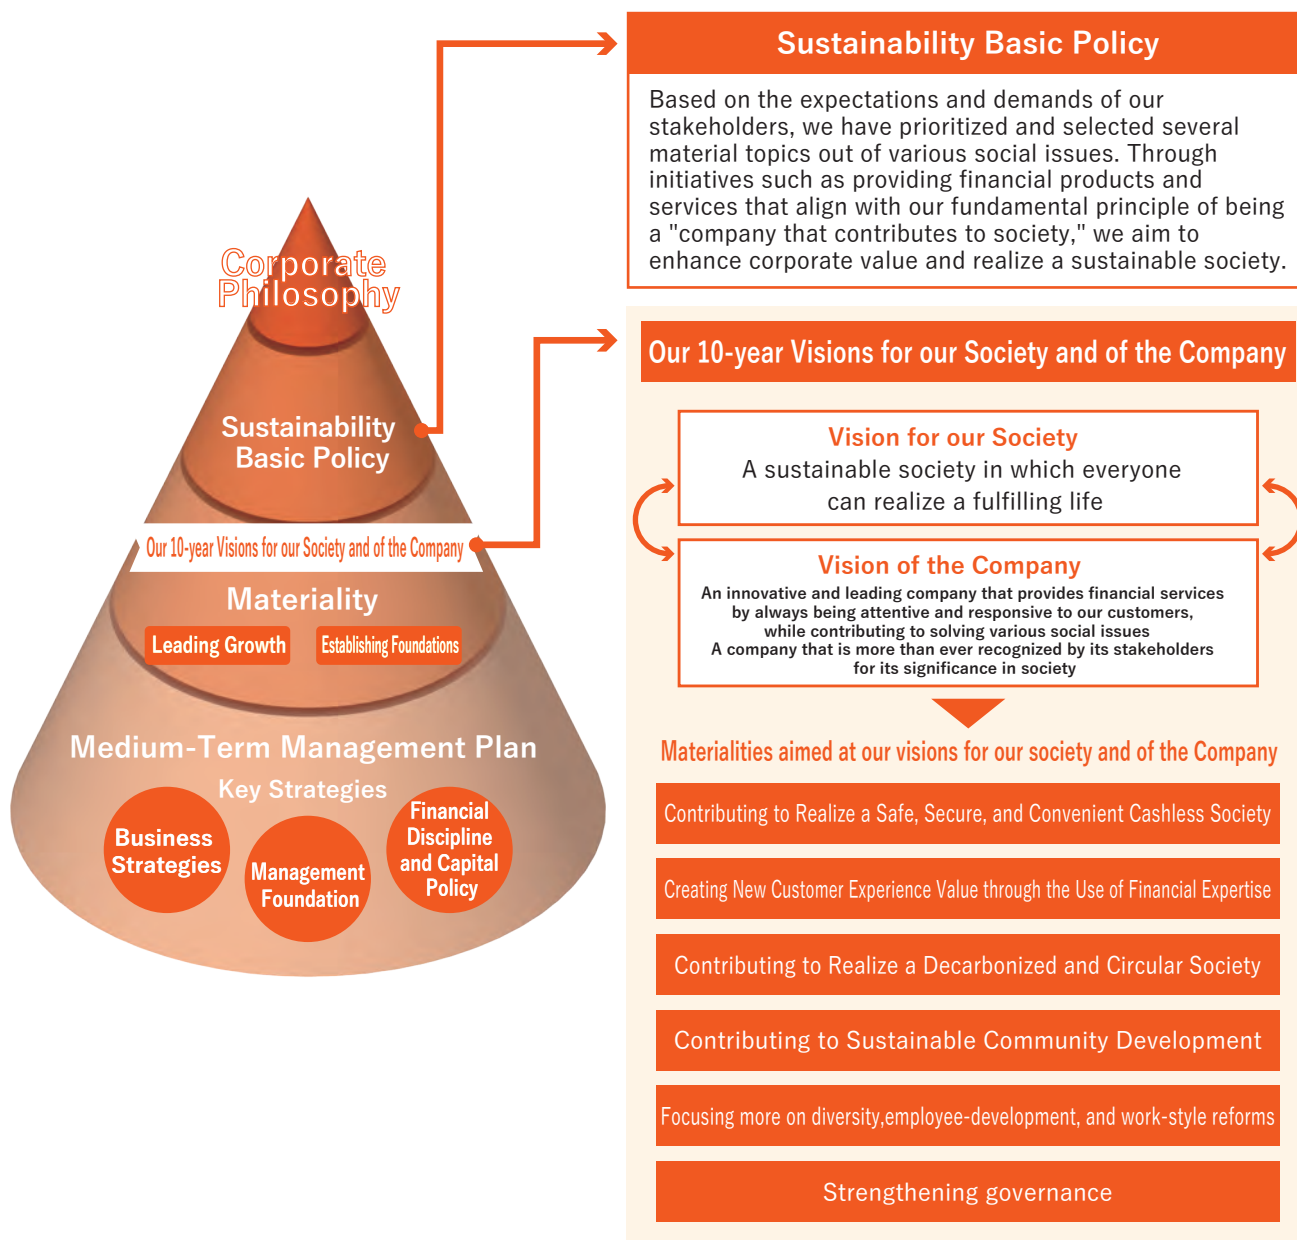 Corporate
Philosophy
Sustainability
Basic Policy
Our 10-year Visions for our Society and of the Company
Materiality
Leading Growth
Establishing Foundations
Medium-Term Management Plan
Key Strategies
Business
Strategies
Management
Foundation
Financial
Discipline
and Capital
Policy
Sustainability Basic Policy
Based on the expectations and demands of our
stakeholders, we have prioritized and selected several
material topics out of various social issues. Through
initiatives such as providing financial products and
services that align with our fundamental principle of being
a "company that contributes to society," we aim to
enhance corporate value and realize a sustainable society.
Our 10-year Visions for our Society and of the Company
Vision for our Society
A sustainable society in which everyone
can realize a fulfilling life
Vision of the Company
An innovative and leading company that provides financial services
by always being attentive and responsive to our customers,
while contributing to solving various social issues
A company that is more than ever recognized by its stakeholders
for its significance in society
Materialities aimed at our visions for our society and of the Company
Contributing to Realize a Safe, Secure, and Convenient Cashless Society
Creating New Customer Experience Value through the Use of Financial Expertise
Contributing to Realize a Decarbonized and Circular Society
Contributing to Sustainable Community Development
Focusing more on diversity,employee-development, and work-style reforms
Strengthening governance